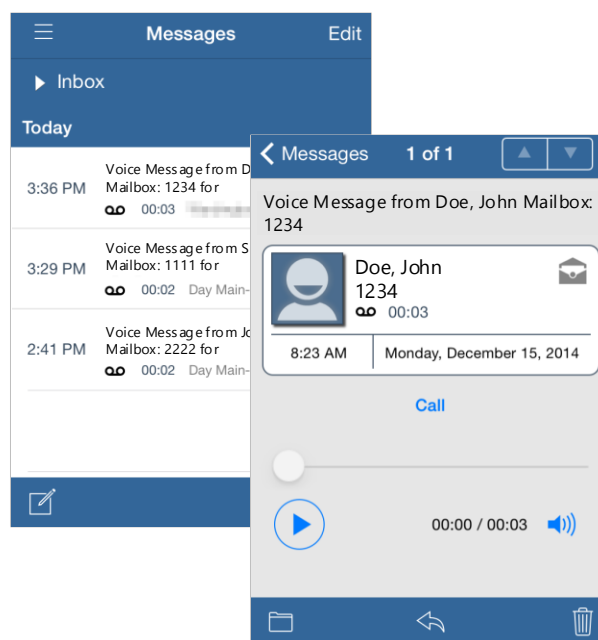 Messages
Edit
Inbox
Today
3:36 PM
Voice Message from D
Mailbox: 1234 for
00:03
3:29 PM
Voice Message from S
Mailbox: 1111 for
00:02 Day Main-
2:41 PM
Voice Message from Jo
Mailbox: 2222 for
00:02 Day Main-
Messages
1 of 1
Voice Message from Doe, John Mailbox:
1234
Doe, John
1234
00:03
8:23 AM
Monday, December 15, 2014
Call
00:00 / 00:03